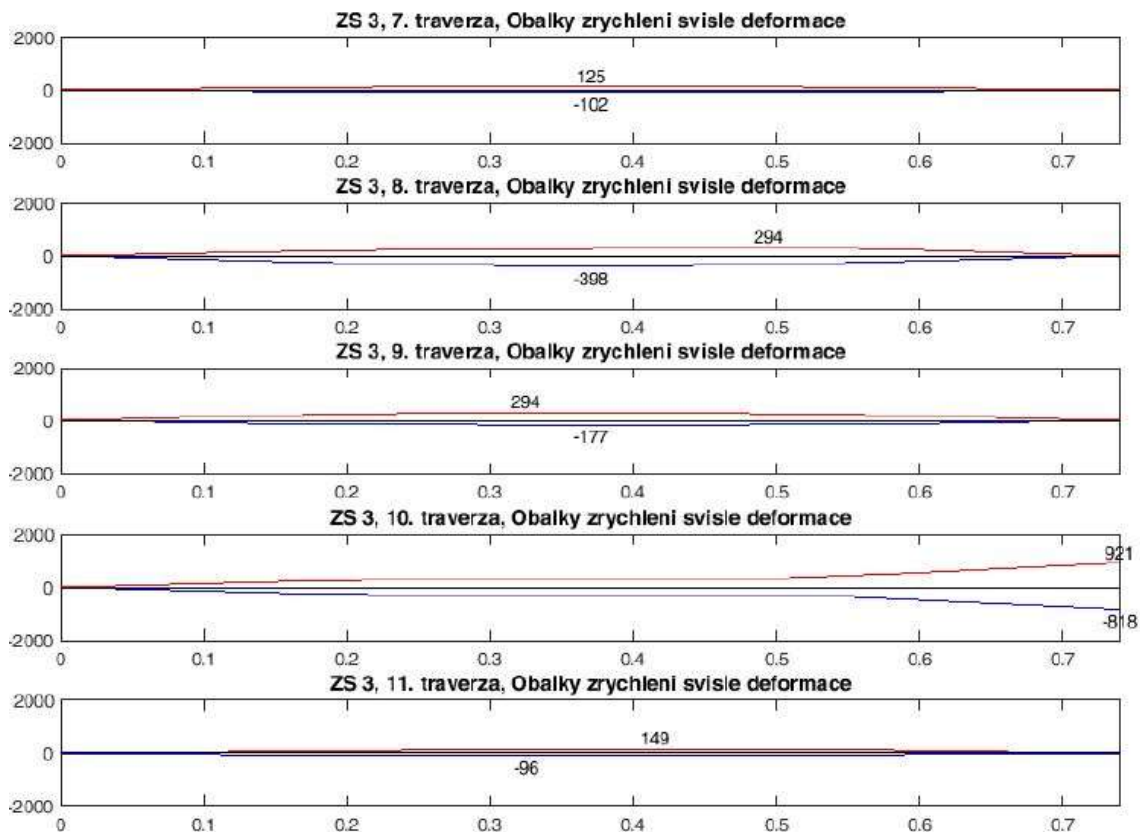 ZS 3, 7. traverza, Obalky zrychleni svisle deformace
2000
125
0
-102
-2000
0 0.1 0.2 0.3 0.4 0.5 0.6 0.7
ZS 3, 8. traverza, Obalky zrychleni svisle deformace
2000
294
0
-398
-2000
0 0.1 0.2 0.3 0.4 0.5 0.6 0.7
ZS 3, 9. traverza, Obalky zrychleni svisle deformace
2000
294
0
-177
-2000
0 0.1 0.2 0.3 0.4 0.5 0.6 0.7
ZS 3, 10. traverza, Obalky zrychleni svisle deformace
2000
921
0
-818
-2000
0 0.1 0.2 0.3 0.4 0.5 0.6 0.7
ZS 3, 11. traverza, Obalky zrychleni svisle deformace
2000
149
0
-96
-2000
0 0.1 0.2 0.3 0.4 0.5 0.6 0.7